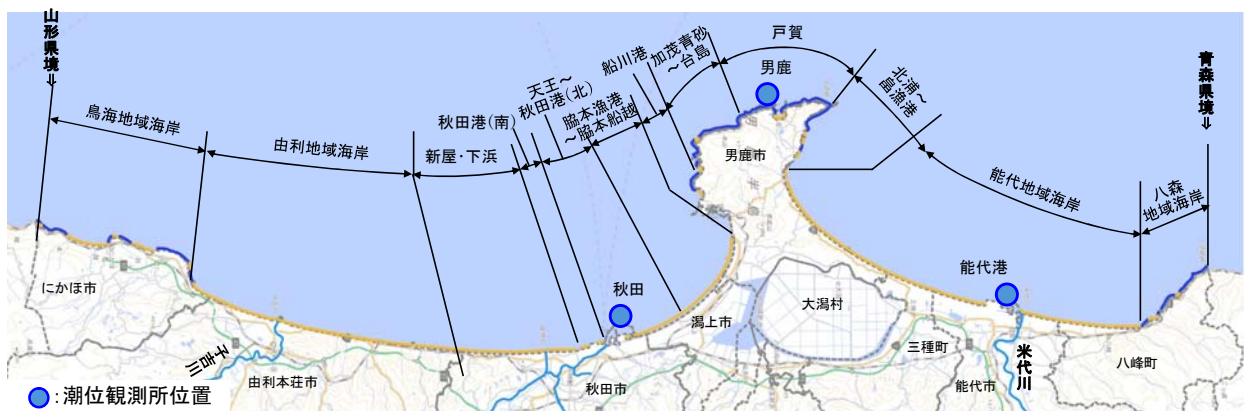 山形県境⇒
鳥海地域海岸
由利地域海岸
新屋・下浜
秋田港(南)
天王～
秋田港(北)
脇本漁港
～脇本船越
船川港
加茂青砂
～台島
戸賀
男鹿
北浦～
畠漁港
能代地域海岸
八森
地域海岸
青森県境⇒
男鹿市
にかほ市
子吉川
由利本荘市
秋田
秋田市
潟上市
大潟村
三種町
能代港
能代市
米代川
八峰町
:潮位観測所位置